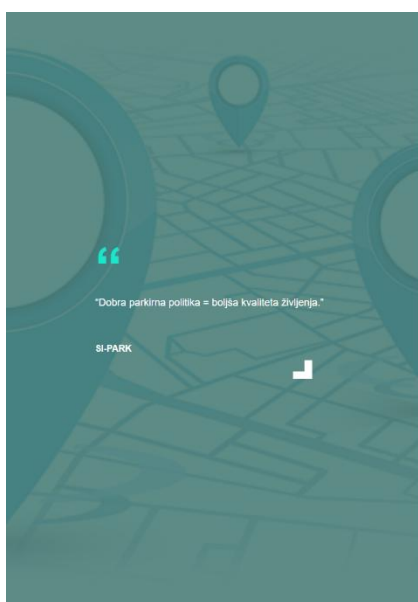 “
"Dobra parkirna politika = boljša kvaliteta življenja."
SI-PARK